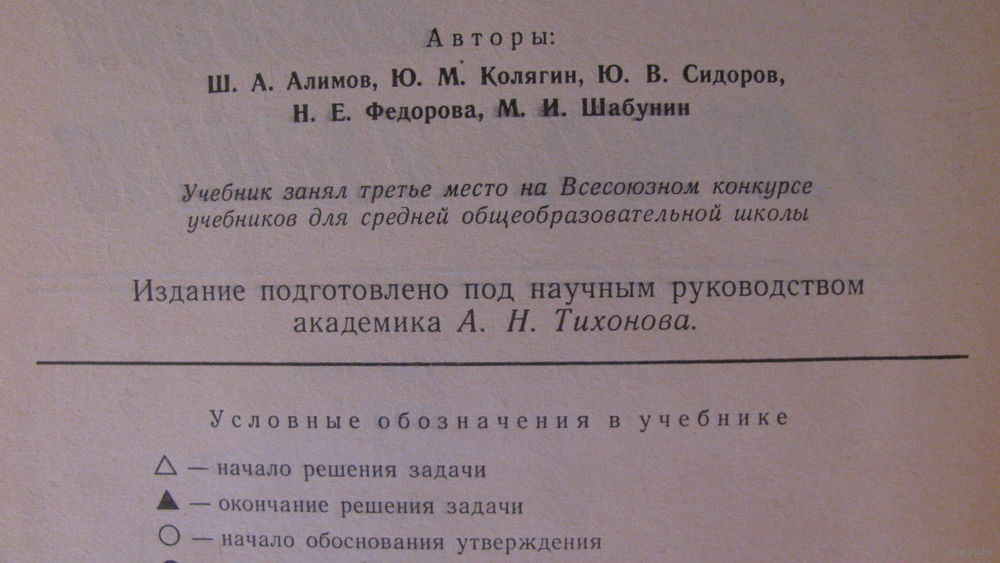 Авторы:
Ш. А. Алимов, Ю. М. Колягин, Ю. В. Сидоров,
Н. Е. Федорова, М. И. Шабунин
Учебник занял третье место на Всесоюзном конкурсе
учебников для средней общеобразовательной школы
Издание подготовлено под научным руководством
академика А. Н. Тихонова.
Условные обозначения в учебнике
△ — начало решения задачи
▲ — окончание решения задачи
○ — начало обоснования утверждения